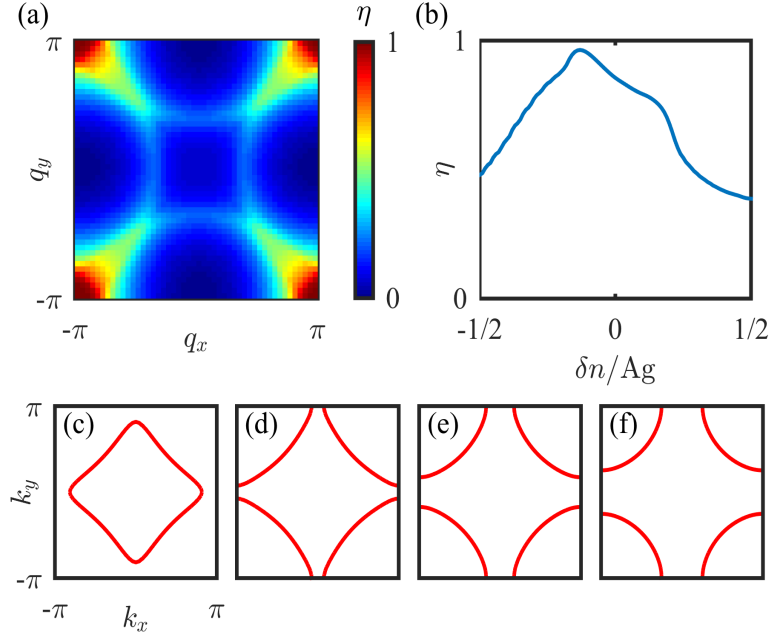 (a)
η
(b)
π
q_y
-π
-π
π
q_x
1
0
1
η
0
-1/2
0
1/2
δn/Ag
π
k_y
-π
(c)
(d)
(e)
(f)
-π
π
k_x